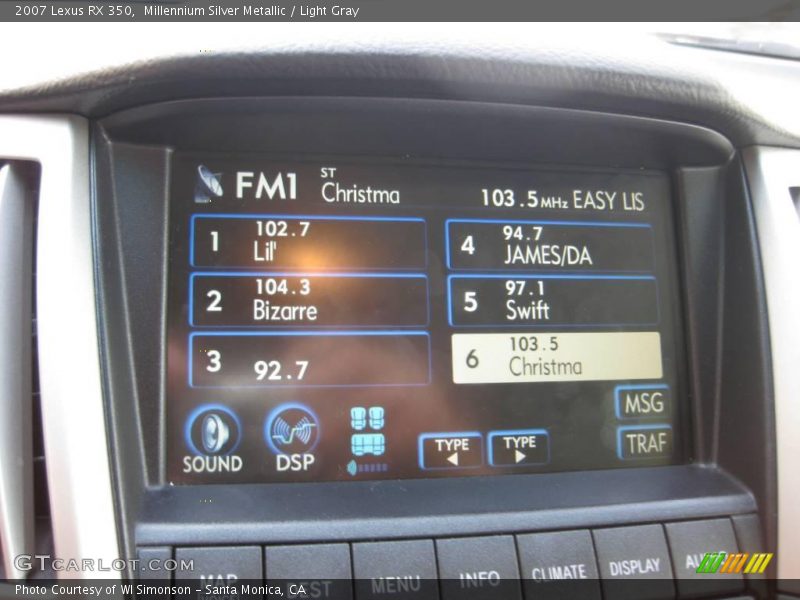 2007 Lexus RX 350, Millennium Silver Metallic / Light Gray
FM1 ST Christma 103.5 MHz EASY LIS
1 102.7 Lil'
4 94.7 JAMES/DA
2 104.3 Bizarre
5 97.1 Swift
3 92.7
6 103.5 Christma
MSG
SOUND DSP TYPE TYPE TRAF
MENU INFO CLIMATE DISPLAY
GTCARLOT.COM
Photo Courtesy of WI Simonson - Santa Monica, CA